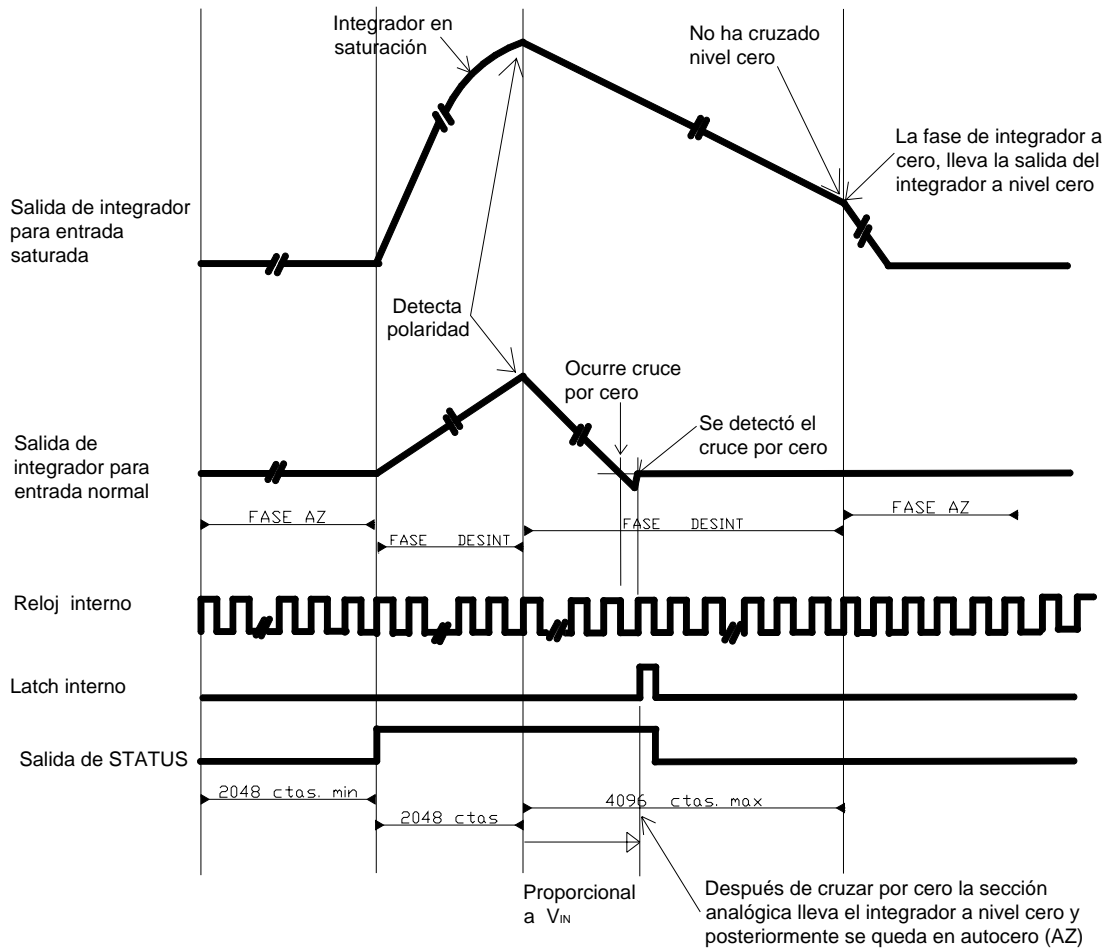 Integrador en
saturación
No ha cruzado
nivel cero
La fase de integrador a
cero, lleva la salida del
integrador a nivel cero
Salida de integrador
para entrada
saturada
Detecta
polaridad
Ocurre cruce
por cero
Se detectó el
cruce por cero
Salida de
integrador para
entrada normal
FASE AZ
FASE DESINT
FASE DESINT
FASE AZ
Reloj interno
Latch interno
Salida de STATUS
2048 ctas. min
2048 ctas
4096 ctas. max
Proporcional
a VIN
Después de cruzar por cero la sección
analógica lleva el integrador a nivel cero y
posteriormente se queda en autocero (AZ)